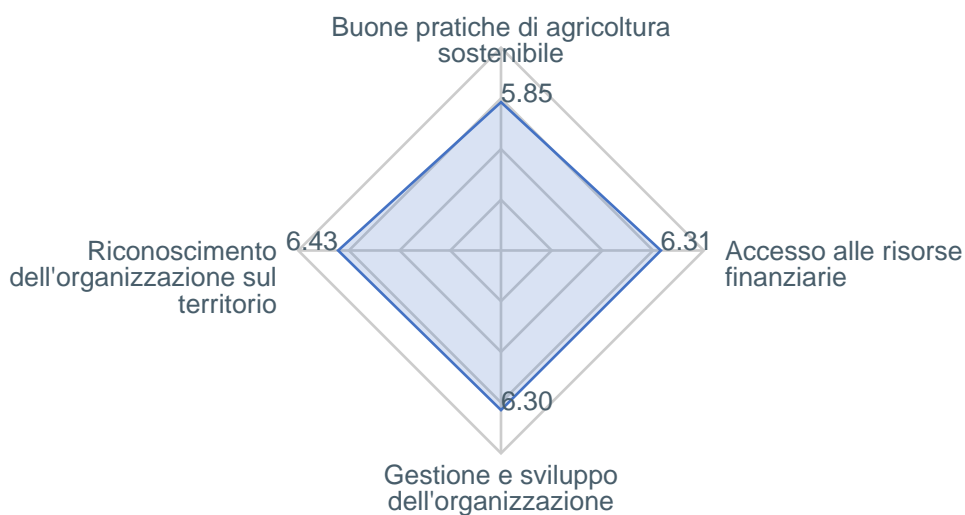 Buone pratiche di agricoltura
sostenibile
5.85
6.43
6.31
Riconoscimento
dell'organizzazione sul
territorio
Accesso alle risorse
finanziarie
6.30
Gestione e sviluppo
dell'organizzazione